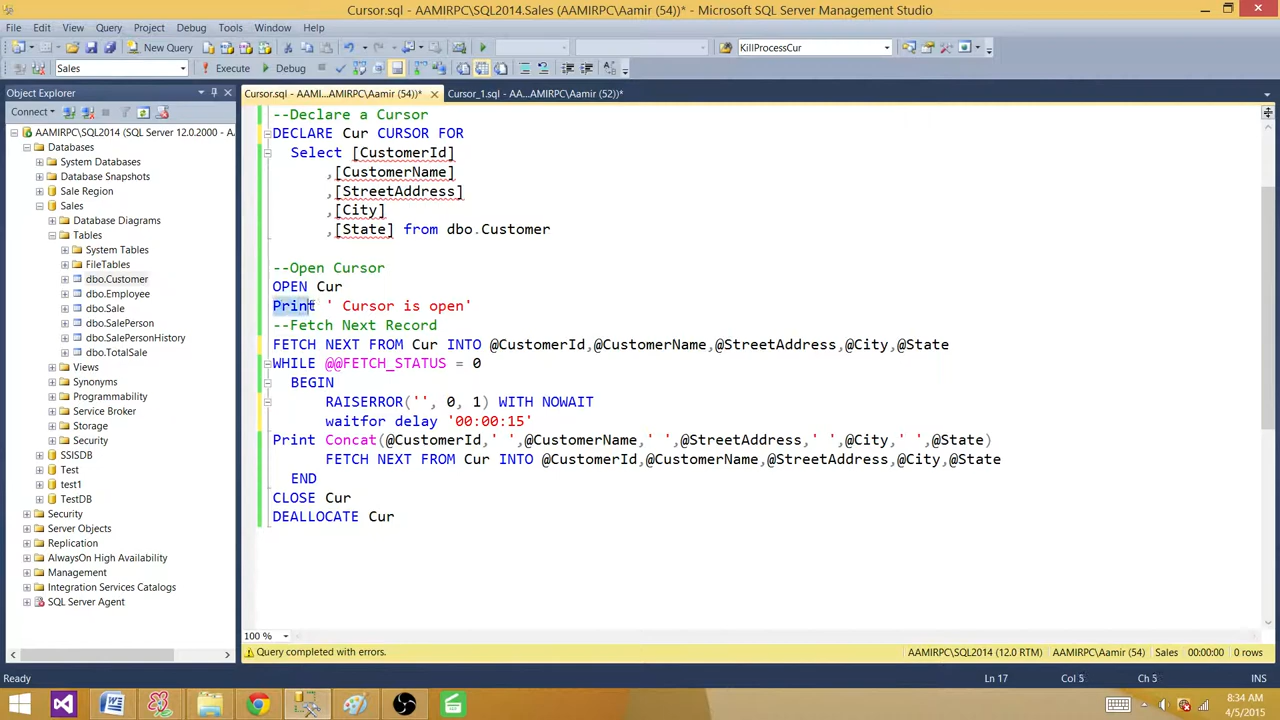 Cursor.sql - AAMIRPC\SQL2014.Sales (AAMIRPC\Aamir (54))* - Microsoft SQL Server Management Studio
File Edit View Query Project Debug Tools Window Help
New Query KillProcessCur
Sales Execute Debug
Object Explorer
Connect
AAMIRPC\SQL2014 (SQL Server 12.0.2000 - A
Databases
System Databases
Database Snapshots
Sale Region
Sales
Database Diagrams
Tables
System Tables
FileTables
dbo.Customer
dbo.Employee
dbo.Sale
dbo.SalePerson
dbo.SalePersonHistory
dbo.TotalSale
Views
Synonyms
Programmability
Service Broker
Storage
Security
SSISDB
Test
test1
TestDB
Security
Server Objects
Replication
AlwaysOn High Availability
Management
Integration Services Catalogs
SQL Server Agent
Cursor.sql - AAMI...AMIRPC\Aamir (54))* Cursor_1.sql - AA...AMIRPC\Aamir (52))*
--Declare a Cursor
DECLARE Cur CURSOR FOR
Select [CustomerId]
,[CustomerName]
,[StreetAddress]
,[City]
,[State] from dbo.Customer
--Open Cursor
OPEN Cur
Print ' Cursor is open'
--Fetch Next Record
FETCH NEXT FROM Cur INTO @CustomerId,@CustomerName,@StreetAddress,@City,@State
WHILE @@FETCH_STATUS = 0
BEGIN
RAISERROR('', 0, 1) WITH NOWAIT
waitfor delay '00:00:15'
Print Concat(@CustomerId,' ',@CustomerName,' ',@StreetAddress,' ',@City,' ',@State)
FETCH NEXT FROM Cur INTO @CustomerId,@CustomerName,@StreetAddress,@City,@State
END
CLOSE Cur
DEALLOCATE Cur
100 %
Query completed with errors. AAMIRPC\SQL2014 (12.0 RTM) AAMIRPC\Aamir (54) Sales 00:00:00 0 rows
Ready Ln 17 Col 5 Ch 5 INS
8:34 AM
4/5/2015